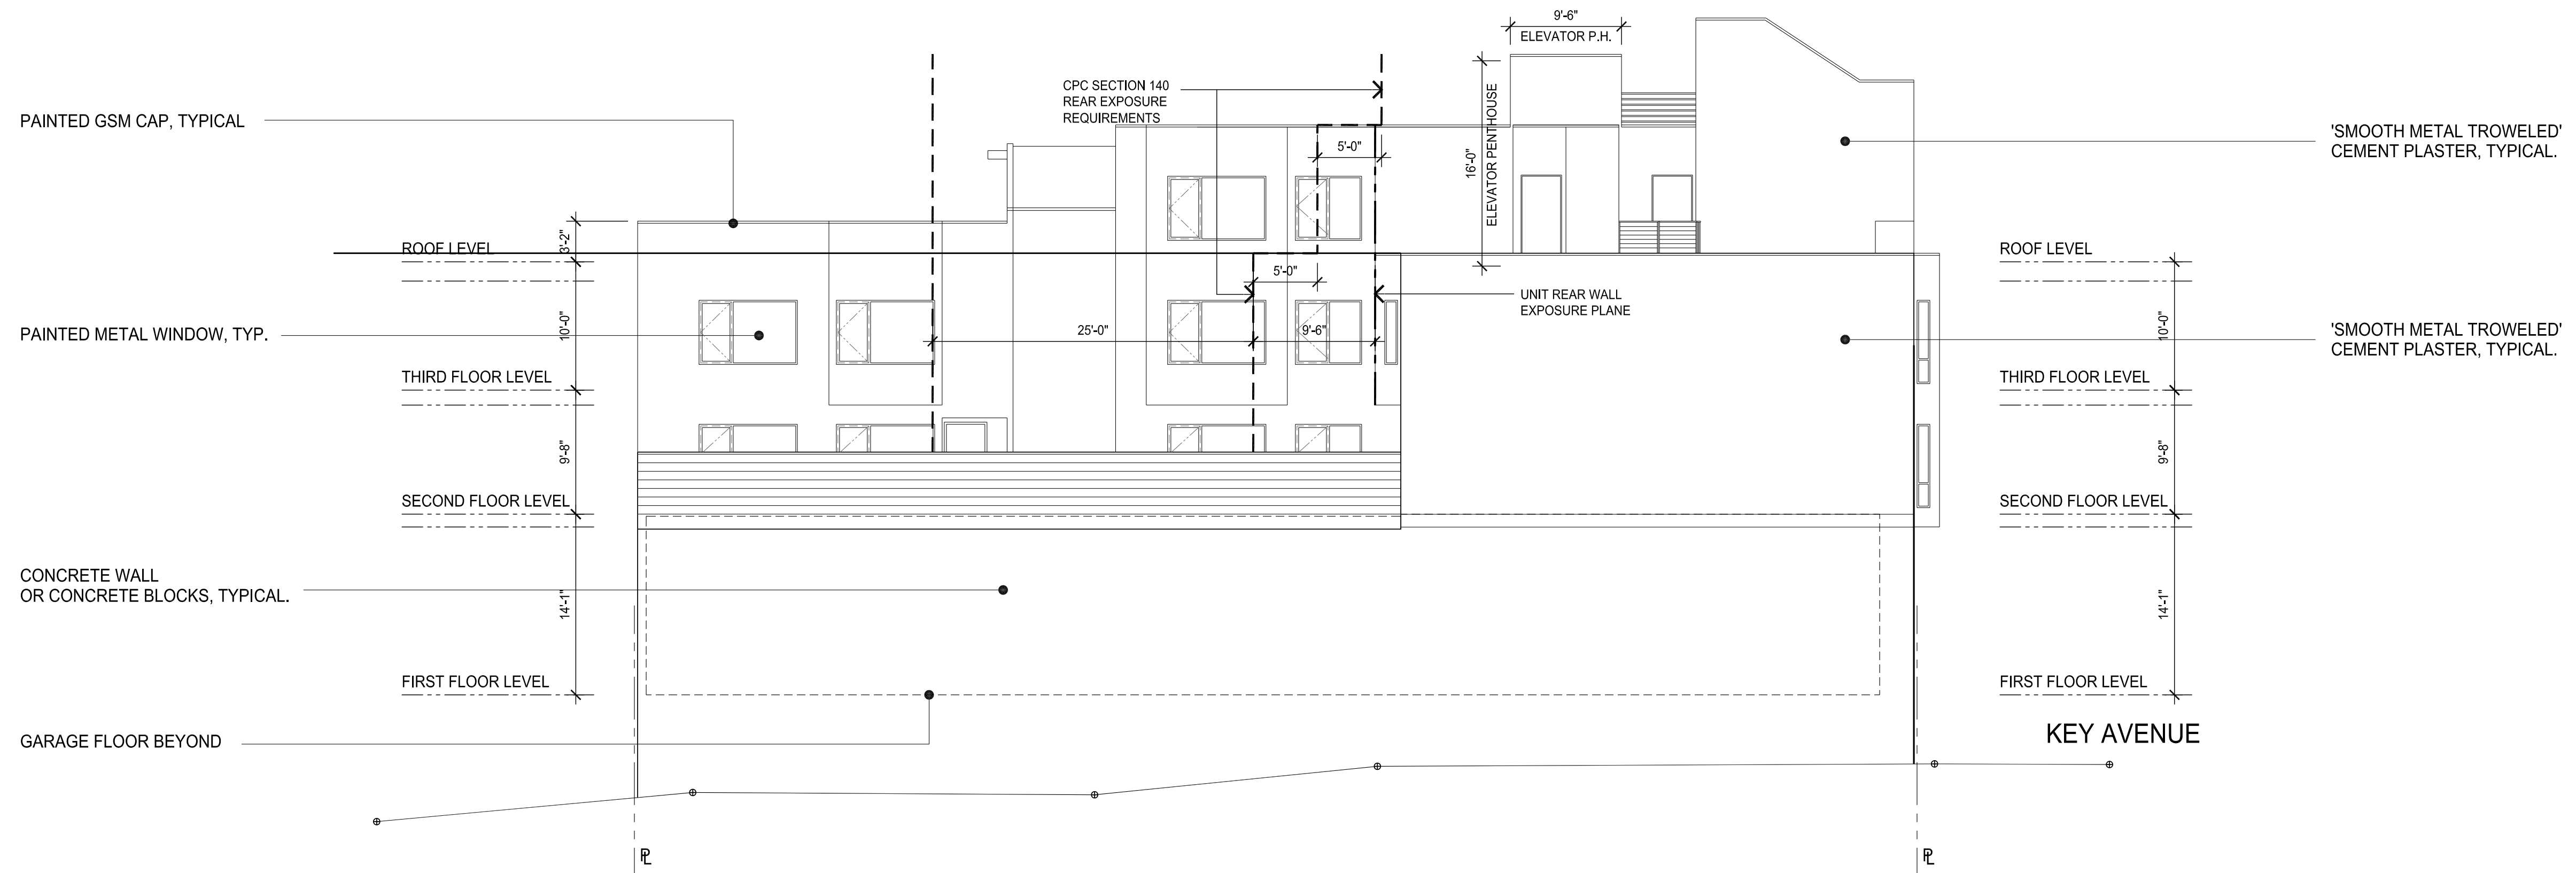 9'-6"
ELEVATOR P.H.
CPC SECTION 140
REAR EXPOSURE
REQUIREMENTS
PAINTED GSM CAP, TYPICAL
'SMOOTH METAL TROWELED'
CEMENT PLASTER, TYPICAL.
5'-0"
16'-0"
ELEVATOR PENTHOUSE
3'-2"
ROOF LEVEL
ROOF LEVEL
5'-0"
UNIT REAR WALL
EXPOSURE PLANE
PAINTED METAL WINDOW, TYP.
10'-0"
25'-0"
9'-6"
10'-0"
'SMOOTH METAL TROWELED'
CEMENT PLASTER, TYPICAL.
THIRD FLOOR LEVEL
THIRD FLOOR LEVEL
9'-8"
9'-8"
SECOND FLOOR LEVEL
SECOND FLOOR LEVEL
CONCRETE WALL
OR CONCRETE BLOCKS, TYPICAL.
14'-1"
14'-1"
FIRST FLOOR LEVEL
FIRST FLOOR LEVEL
GARAGE FLOOR BEYOND
KEY AVENUE
PL
PL